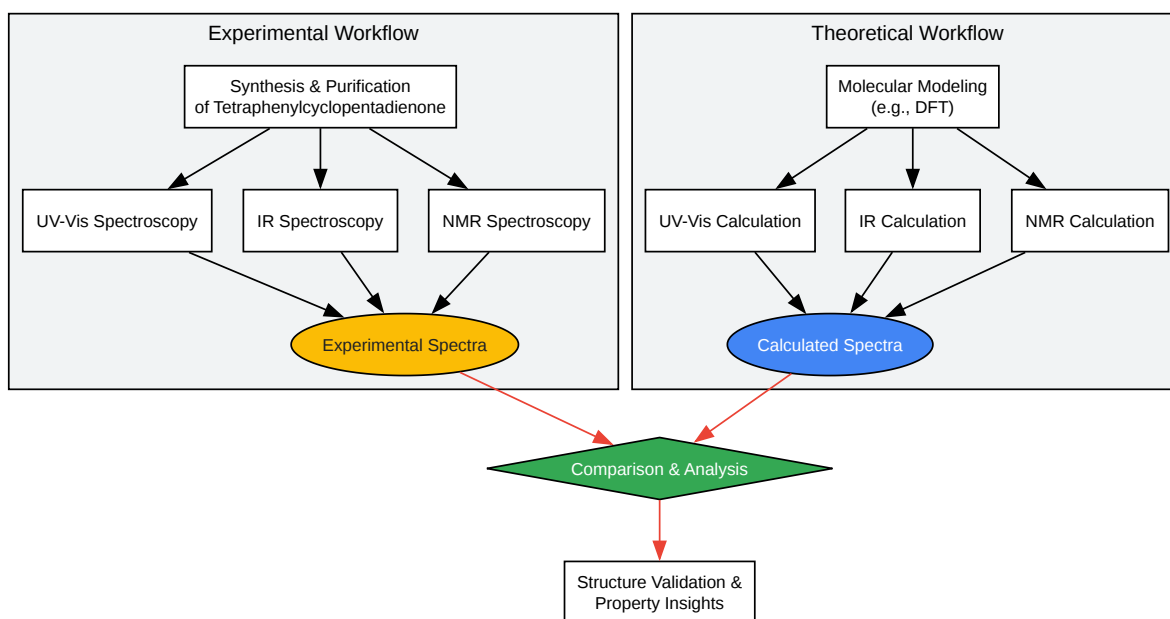 Experimental Workflow
Theoretical Workflow
Synthesis & Purification
of Tetraphenylcyclopentadienone
Molecular Modeling
(e.g., DFT)
UV-Vis Spectroscopy
IR Spectroscopy
NMR Spectroscopy
UV-Vis Calculation
IR Calculation
NMR Calculation
Experimental Spectra
Calculated Spectra
Comparison & Analysis
Structure Validation &
Property Insights